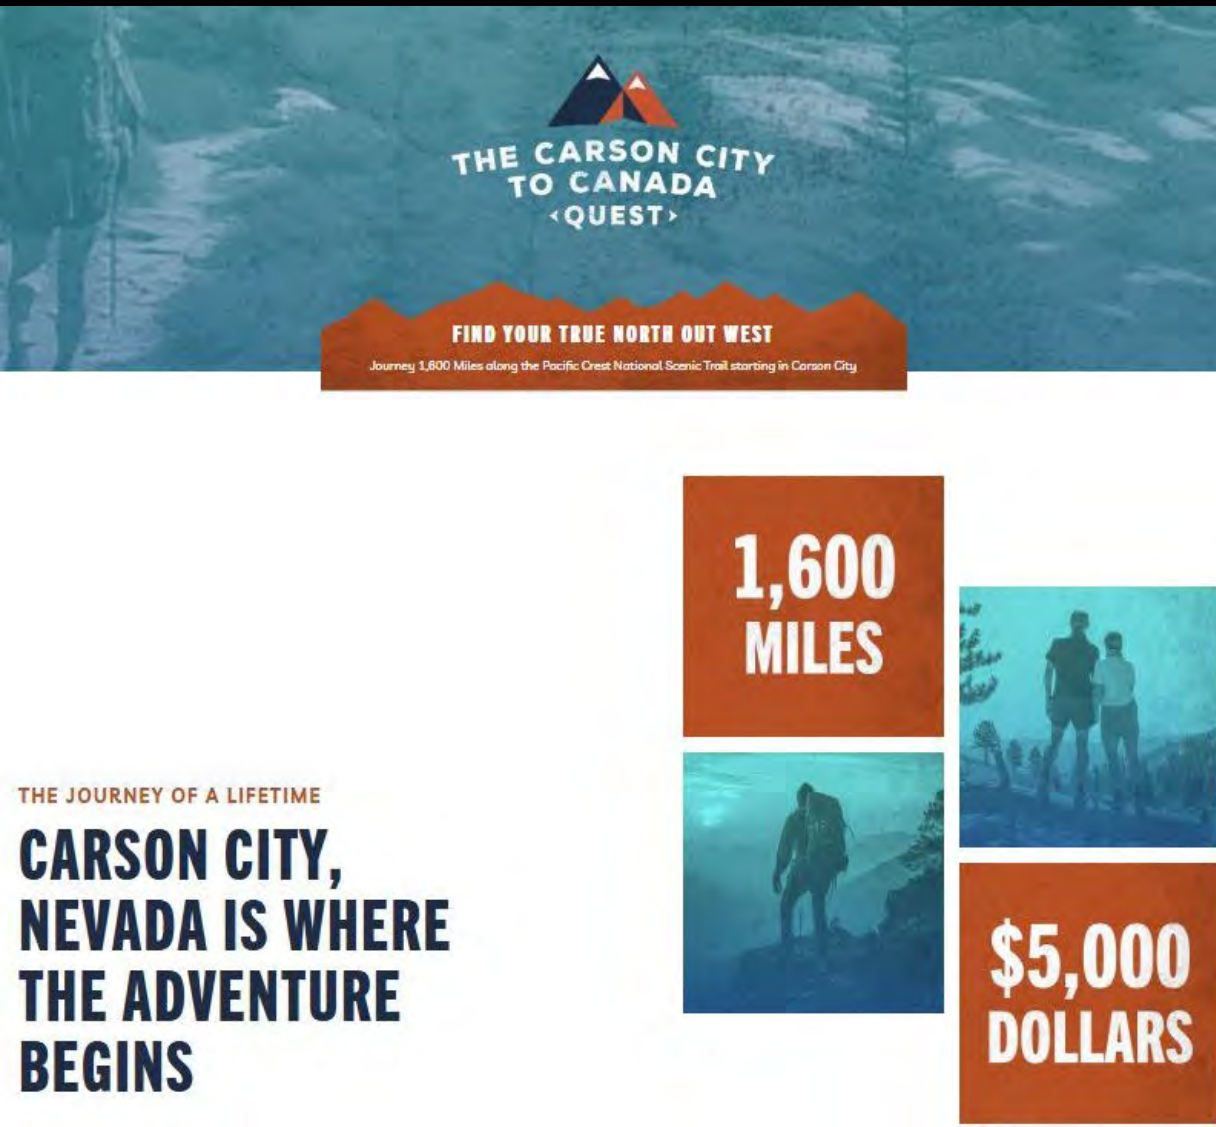 THE CARSON CITY
TO CANADA
<QUEST>
FIND YOUR TRUE NORTH OUT WEST
Journey 1,600 Miles along the Pacific Crest National Scenic Trail starting in Carson City
1,600
MILES
THE JOURNEY OF A LIFETIME
CARSON CITY,
NEVADA IS WHERE
THE ADVENTURE
BEGINS
$5,000
DOLLARS